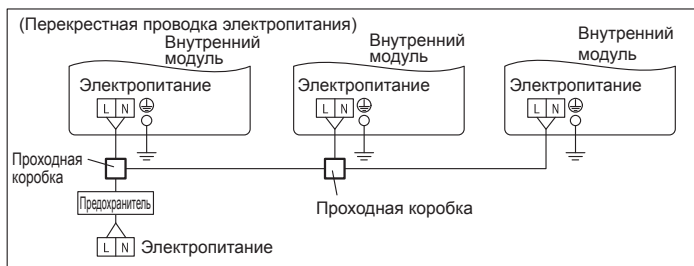 (Перекрестная проводка электропитания)
Внутренний
модуль
Внутренний
модуль
Внутренний
модуль
Электропитание
Электропитание
Электропитание
L N
L N
L N
Проходная
коробка
Проходная коробка
Предохранитель
L N Электропитание